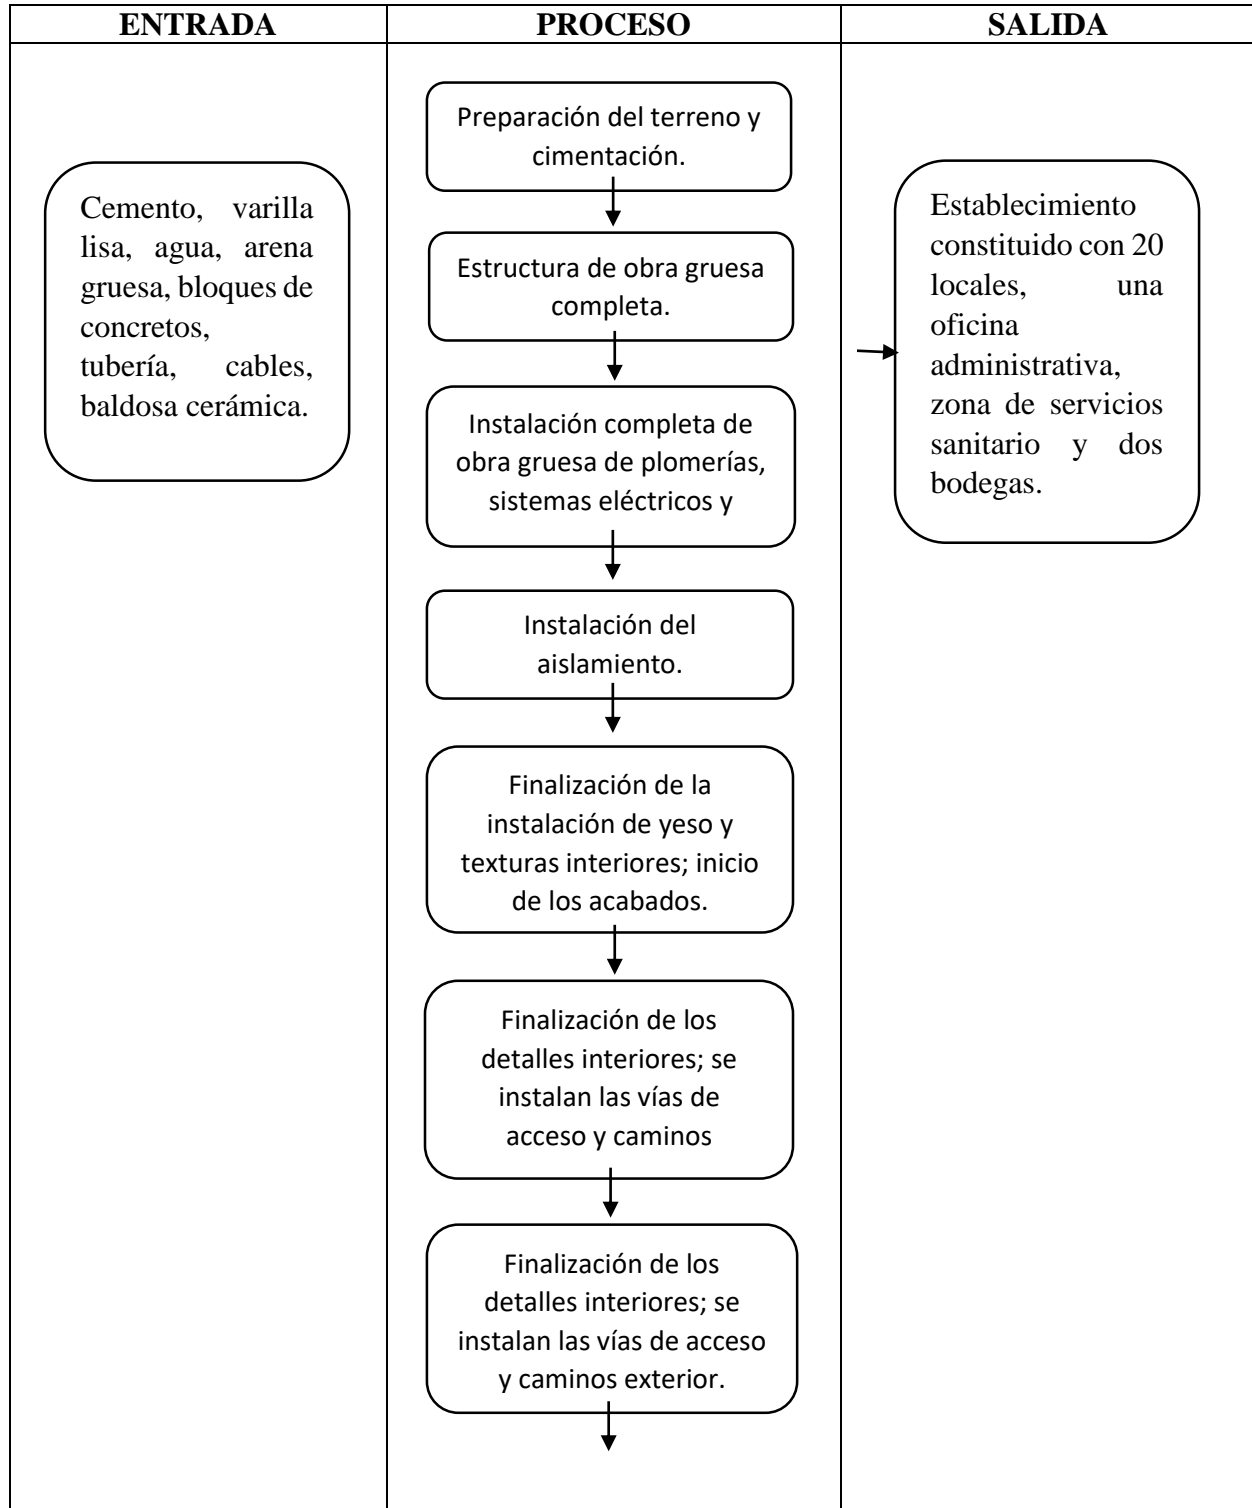 ENTRADA
PROCESO
SALIDA
Cemento, varilla
lisa, agua, arena
gruesa, bloques de
concretos,
tubería, cables,
baldosa cerámica.
Preparación del terreno y
cimentación.
Estructura de obra gruesa
completa.
Instalación completa de
obra gruesa de plomerías,
sistemas eléctricos y
Instalación del
aislamiento.
Finalización de la
instalación de yeso y
texturas interiores; inicio
de los acabados.
Finalización de los
detalles interiores; se
instalan las vías de
acceso y caminos
Finalización de los
detalles interiores; se
instalan las vías de acceso
y caminos exterior.
Establecimiento
constituido con 20
locales, una
oficina
administrativa,
zona de servicios
sanitario y dos
bodegas.